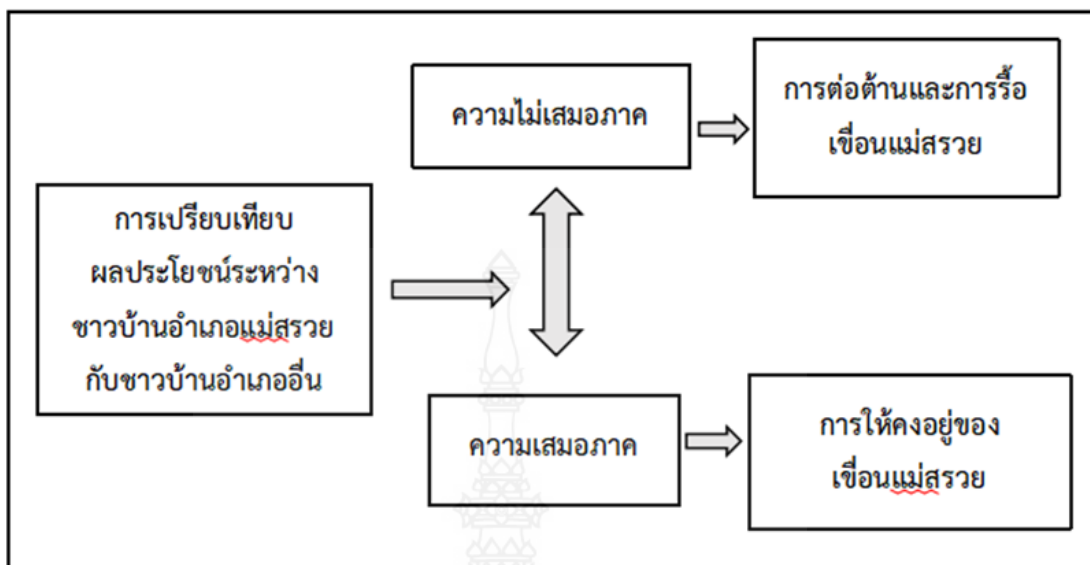 ความไม่เสมอภาค
การต่อต้านและการรื้อ
เขื่อนแม่สรวย
การเปรียบเทียบ
ผลประโยชน์ระหว่าง
ชาวบ้านอำเภอแม่สรวย
กับชาวบ้านอำเภออื่น
ความเสมอภาค
การให้คงอยู่ของ
เขื่อนแม่สรวย